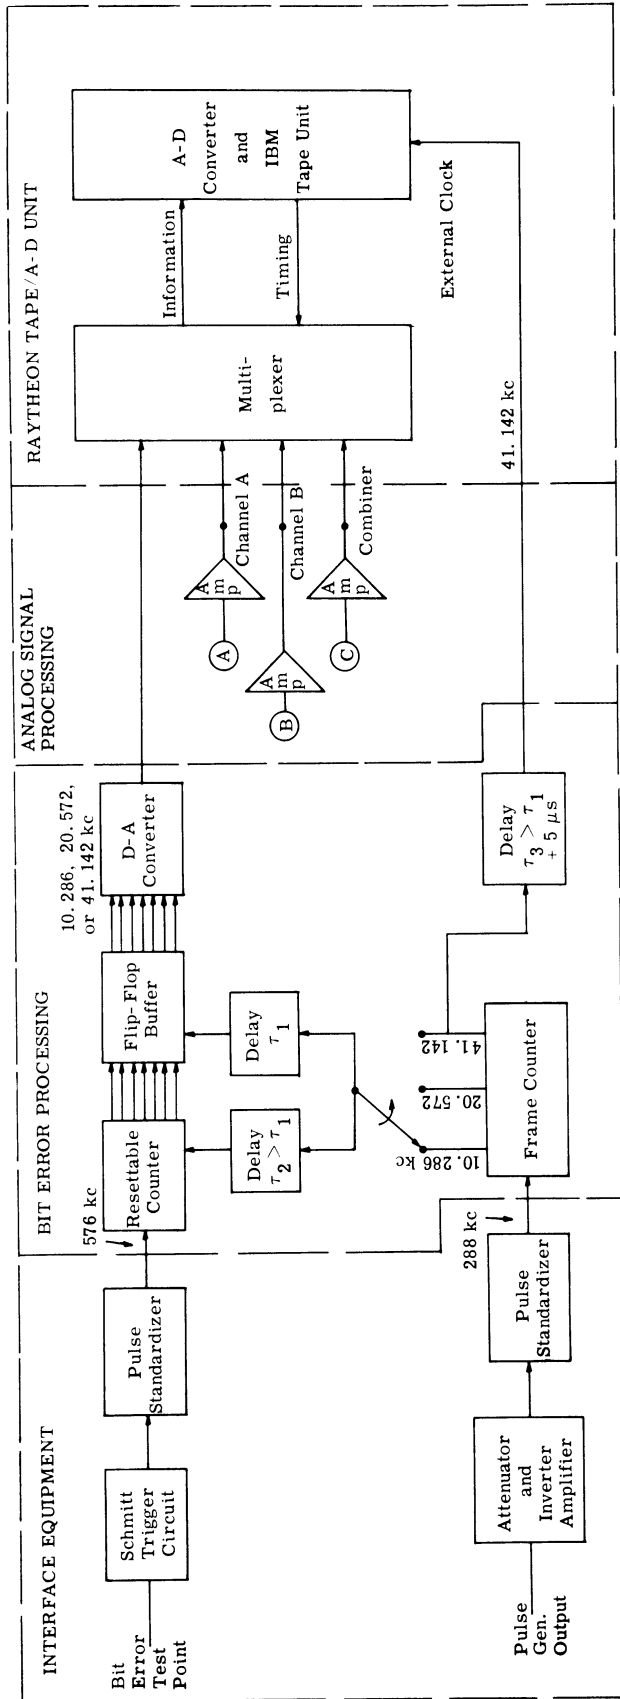 INTERFACE EQUIPMENT
Bit
Error
Test
Point
Schmitt
Trigger
Circuit
Pulse
Standardizer
576 kc
Pulse
Gen.
Output
Attenuator
and
Inverter
Amplifier
Pulse
Standardizer
288 kc
BIT ERROR PROCESSING
Resettable
Counter
Flip-Flop
Buffer
10.286, 20.572,
or 41.142 kc
D-A
Converter
Delay
τ2 > τ1
Delay
τ1
10.286 kc
20.572
41.142
Frame Counter
Delay
τ3 > τ1
+ 5 μs
ANALOG SIGNAL
PROCESSING
A
Amp
Channel A
B
Amp
Channel B
C
Amp
Combiner
RAYTHEON TAPE/A-D UNIT
Multi-
plexer
Information
Timing
A-D
Converter
and
IBM
Tape Unit
41.142 kc
External Clock